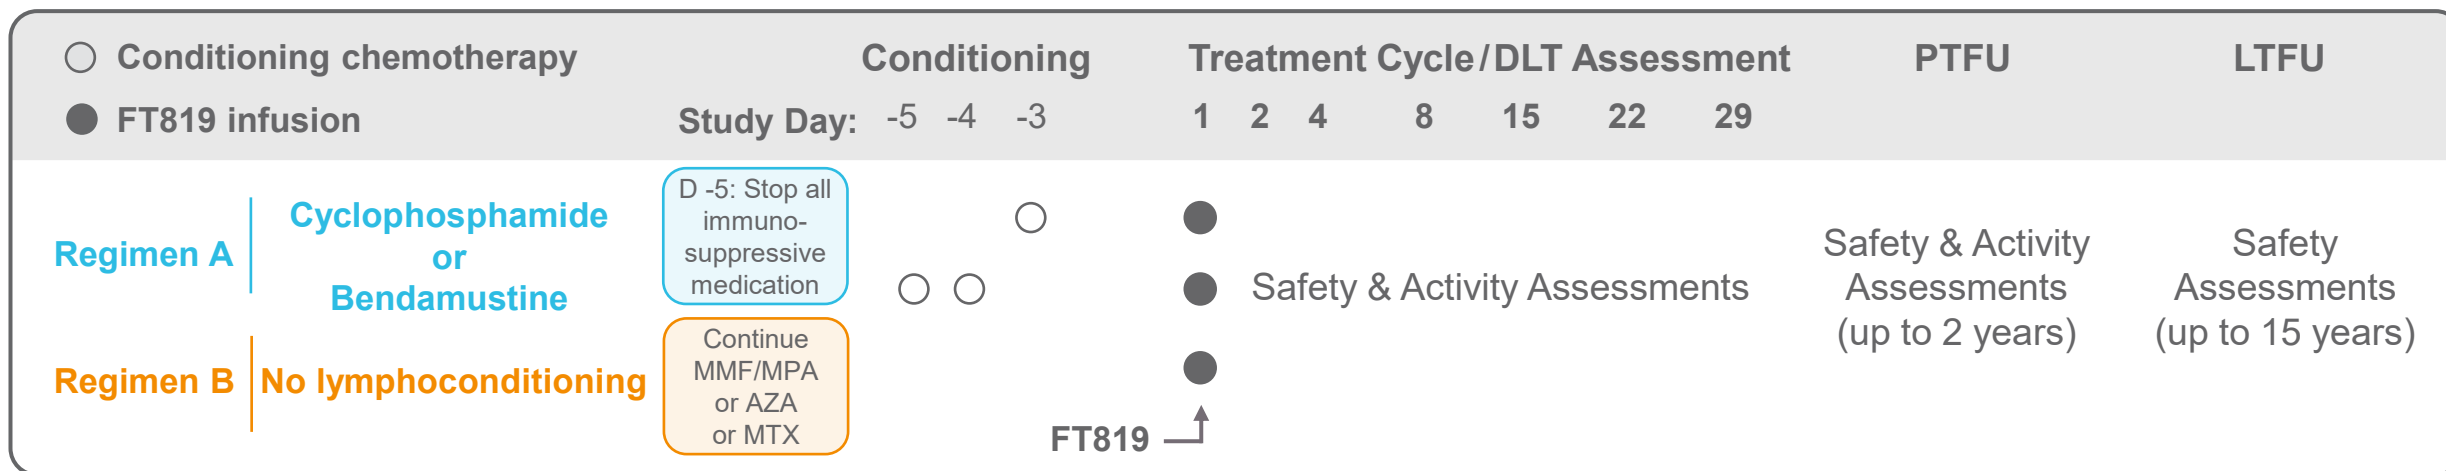 Conditioning chemotherapy
FT819 infusion
Conditioning
Treatment Cycle/DLT Assessment
PTFU
LTFU
Study Day: -5 -4 -3 1 2 4 8 15 22 29
Regimen A
Cyclophosphamide
or
Bendamustine
D -5: Stop all
immuno-
suppressive
medication
Safety & Activity Assessments
Safety & Activity
Assessments
(up to 2 years)
Safety
Assessments
(up to 15 years)
Regimen B
No lymphoconditioning
Continue
MMF/MPA
or AZA
or MTX
FT819